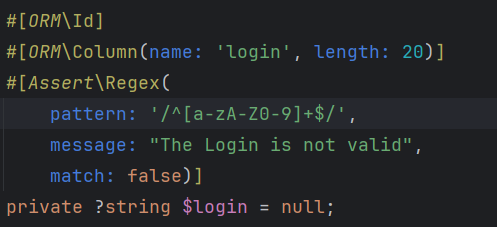 #[ORM\Id]
#[ORM\Column(name: 'login', length: 20)]
#[Assert\Regex(
    pattern: '/^[a-zA-Z0-9]+$/',
    message: "The Login is not valid",
    match: false)]
private ?string $login = null;